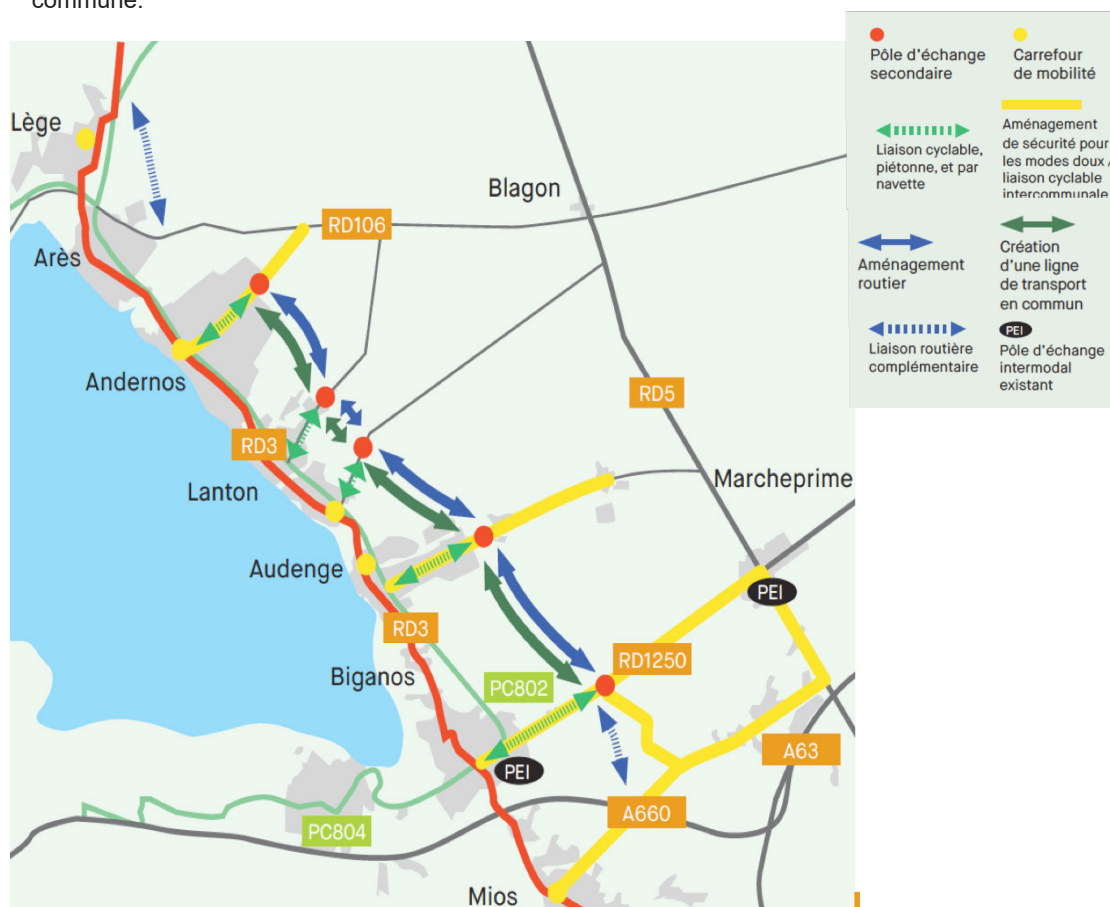 commune.
Pôle d'échange
secondaire
Carrefour
de mobilité
Liaison cyclable,
piétonne, et par
navette
Aménagement
de sécurité pour
les modes doux /
liaison cyclable
intercommunale
Aménagement
routier
Création
d'une ligne
de transport
en commun
Liaison routière
complémentaire
PEI
Pôle d'échange
intermodal
existant
Lège
Blagon
RD106
Arès
Andernos
RD5
RD3
Lanton
Marcheprime
Audenge
PEI
RD3
RD1250
Biganos
PC802
A63
PEI
A660
PC804
Mios